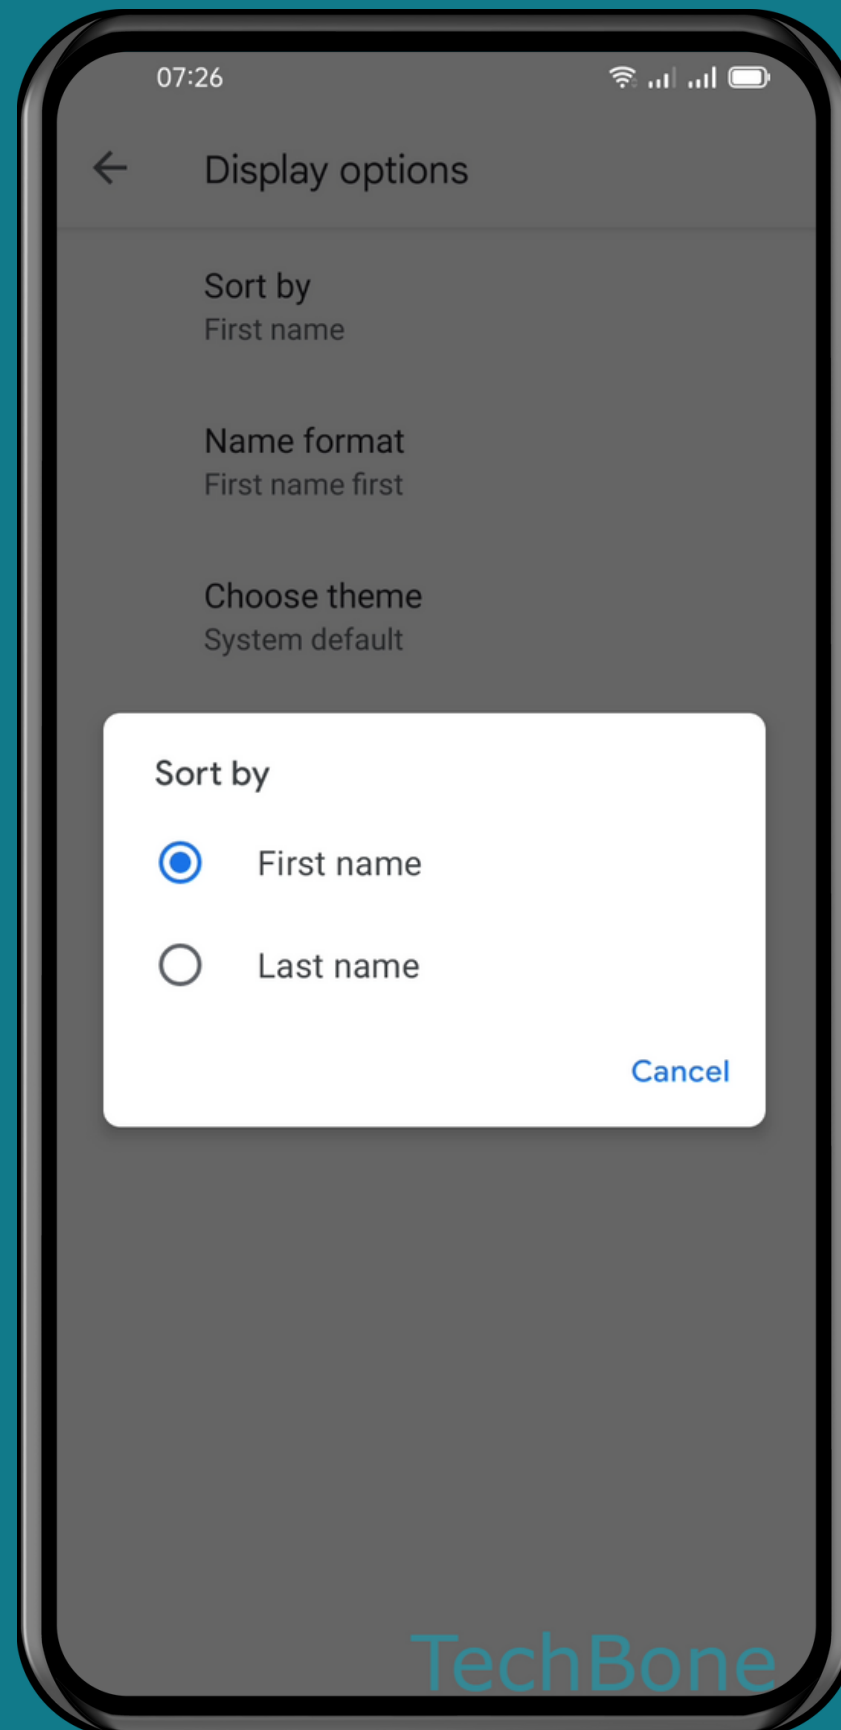 07:26
Display options
Sort by
First name
Name format
First name first
Choose theme
System default
Sort by
First name
Last name
Cancel
TechBone